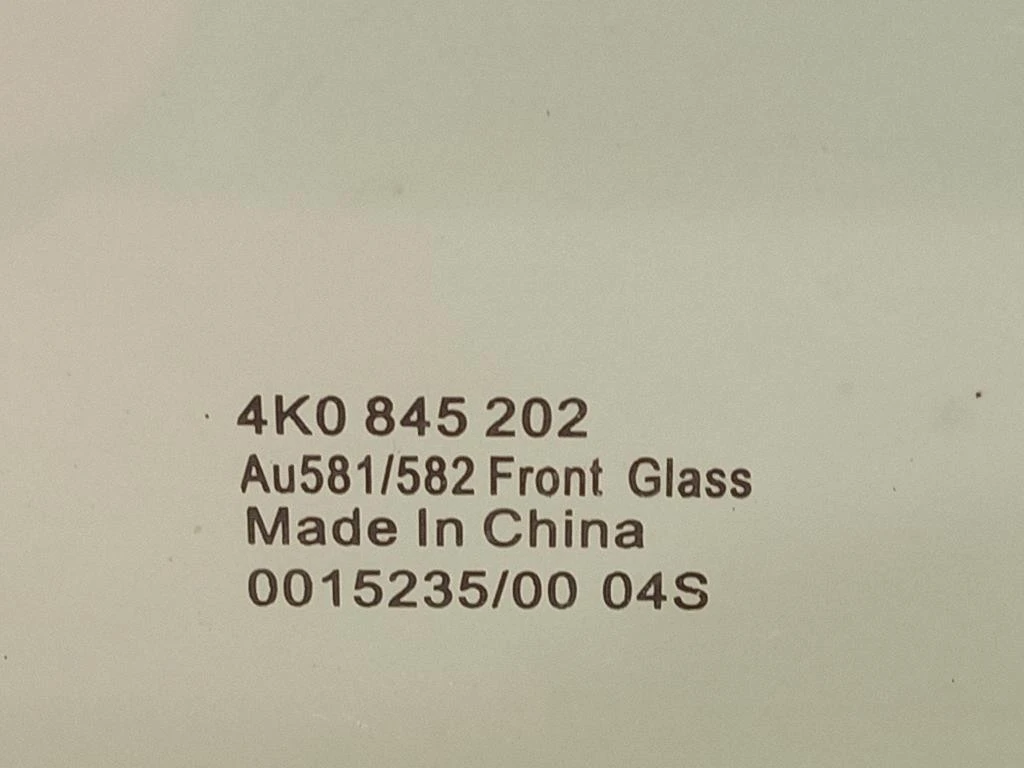 4K0 845 202
Au581/582 Front Glass
Made In China
0015235/00 04S